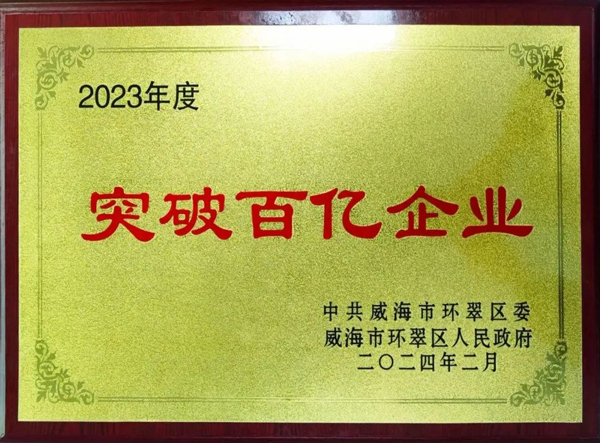 2023年度
突破百亿企业
中共威海市环翠区委
威海市环翠区人民政府
二〇二四年二月